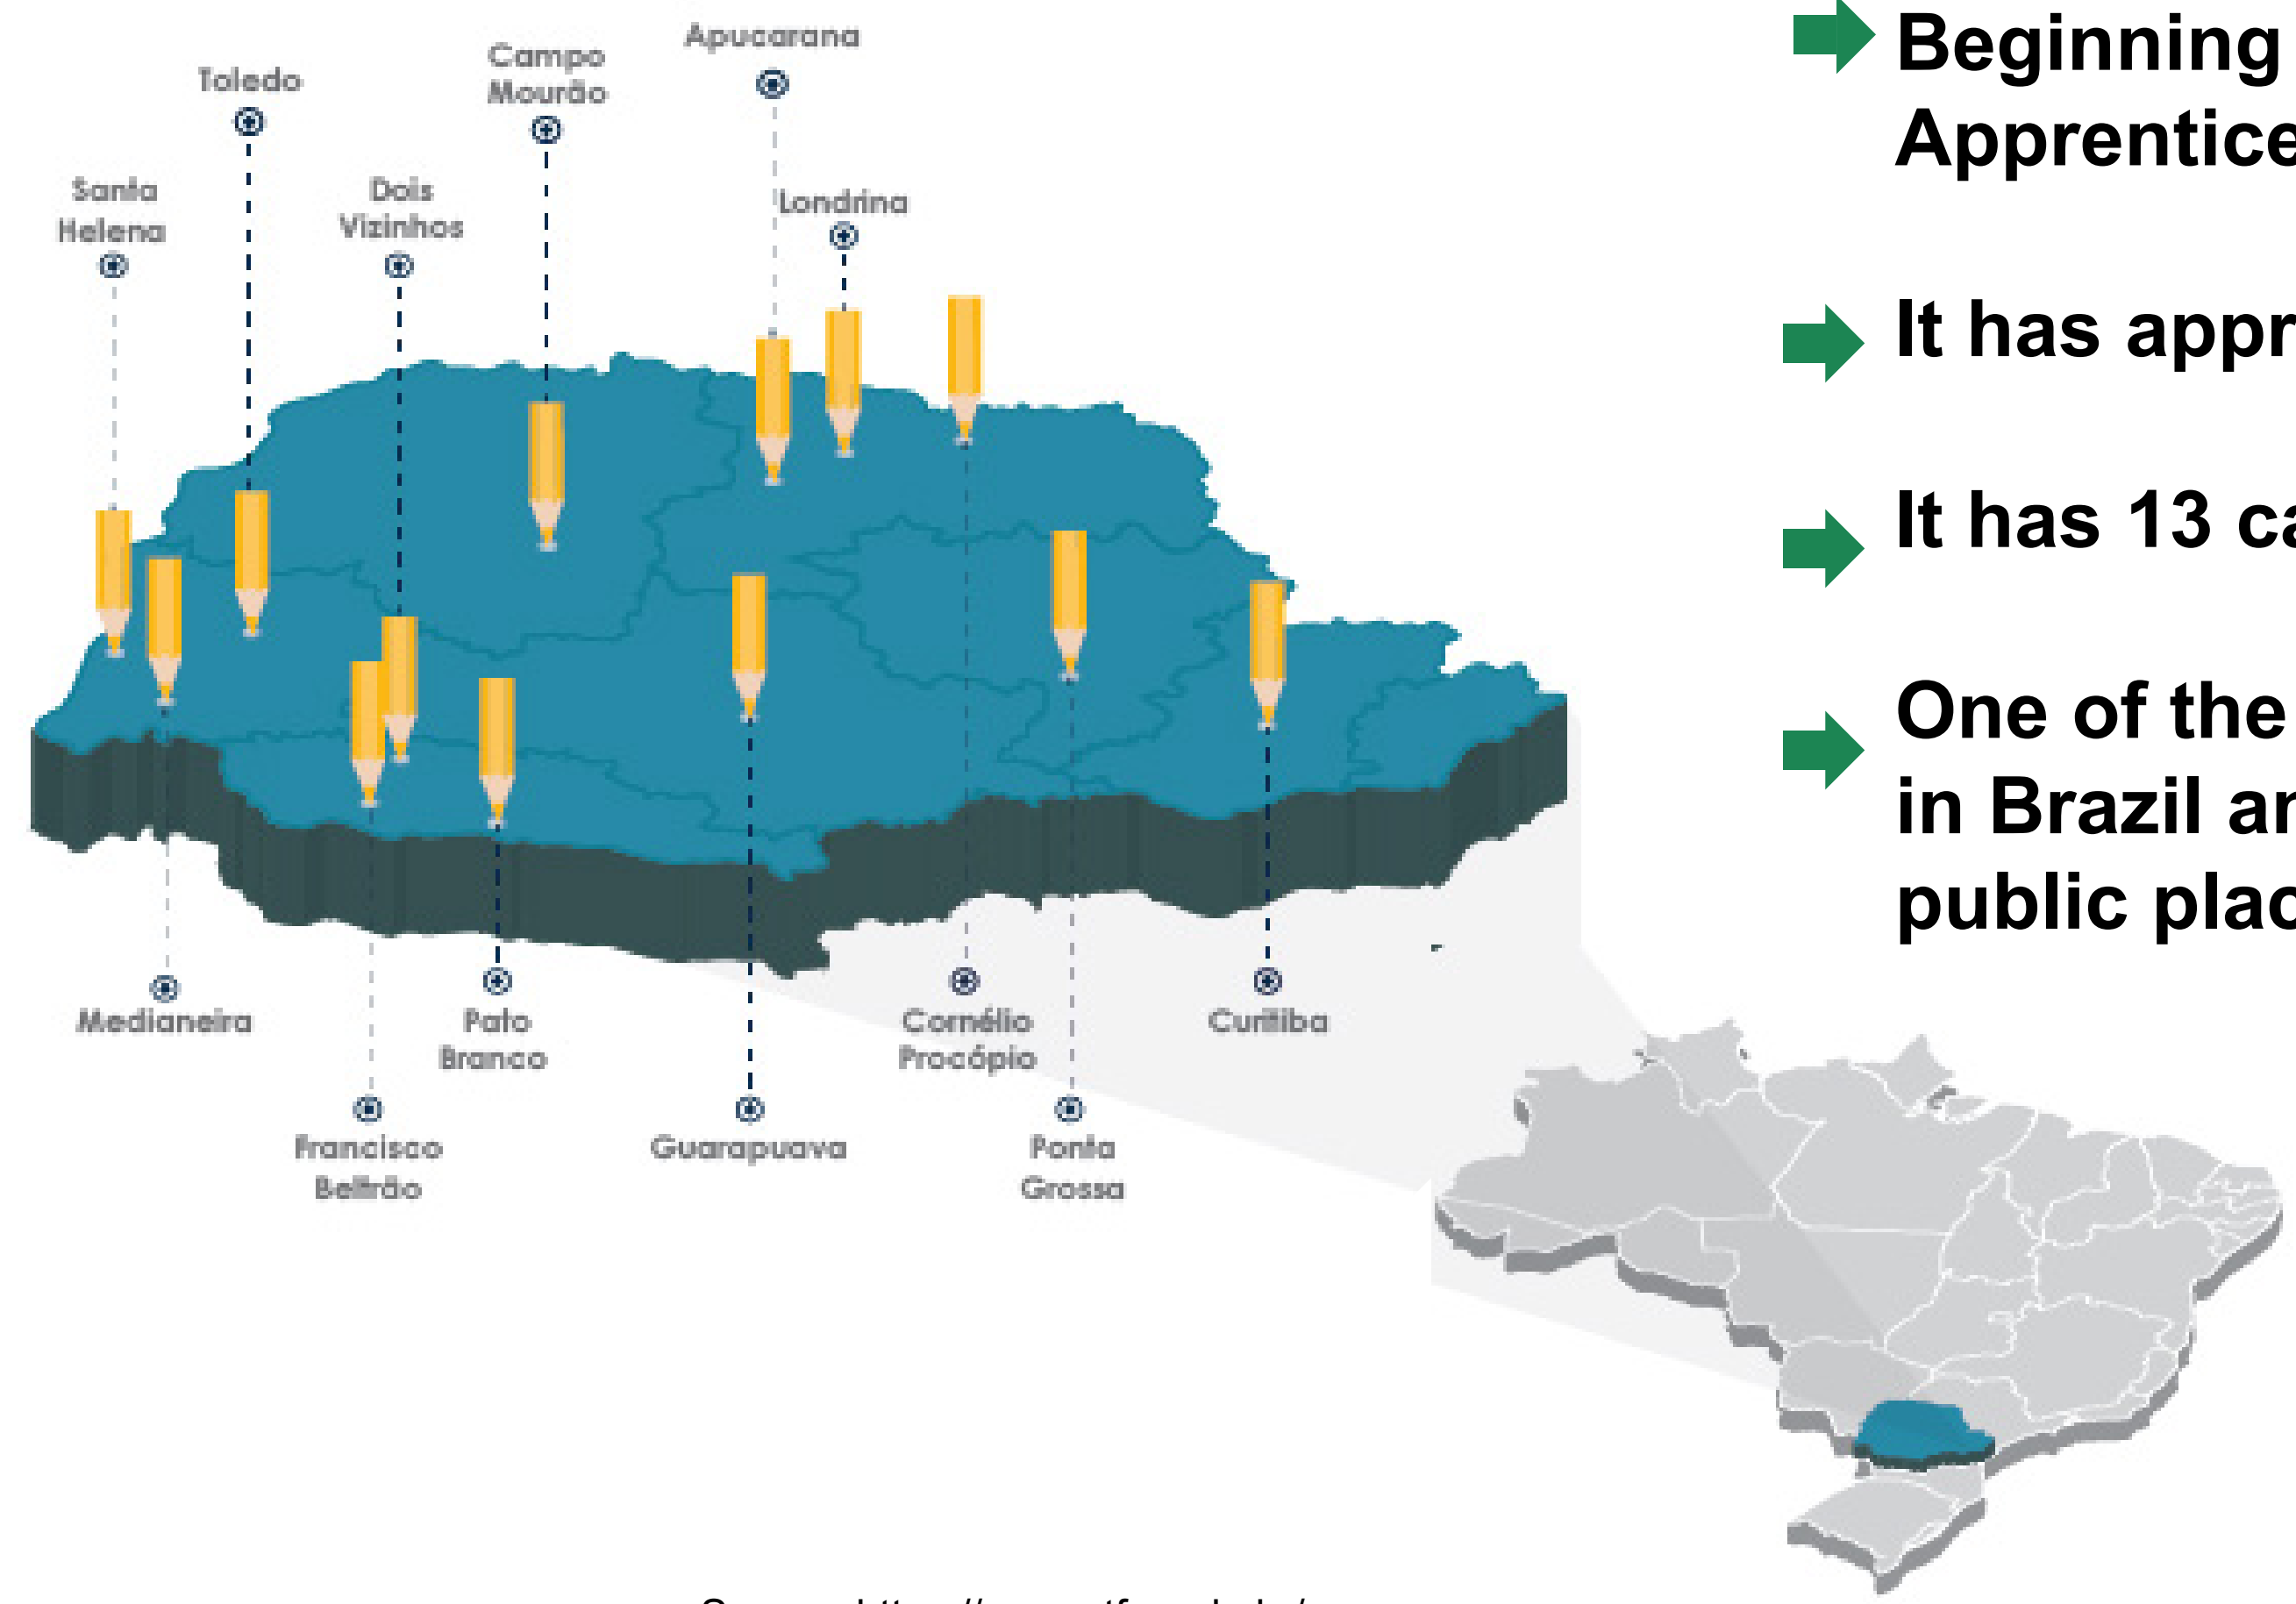 Apucarana
Campo
Mourão
Toledo
Santa
Helena
Dois
Vizinhos
Londrina
Medianeira
Pato
Branco
Cornélio
Procópio
Curitiba
Francisco
Beltrão
Guarapuava
Ponta
Grossa
Beginning
Apprentice
It has appr
It has 13 ca
One of the
in Brazil an
public plac